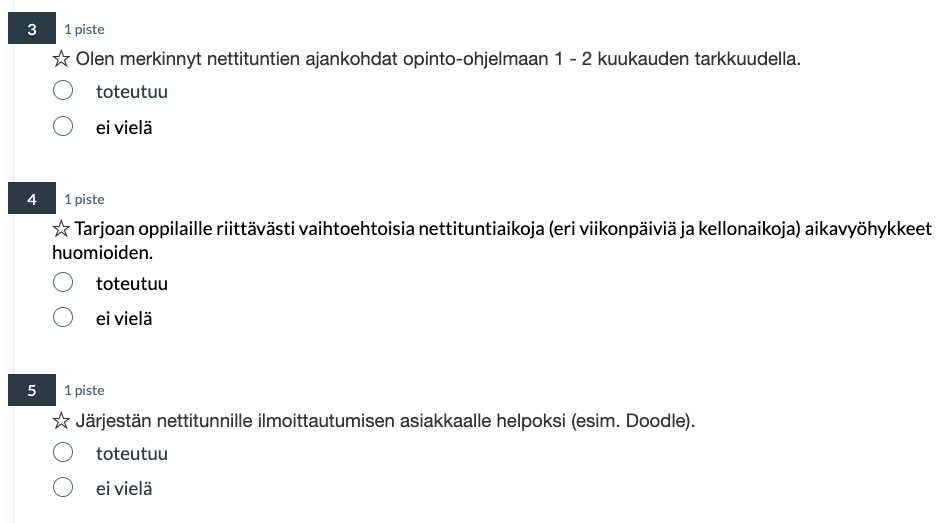 3 1 piste
☆ Olen merkinnyt nettituntien ajankohdat opinto-ohjelmaan 1 - 2 kuukauden tarkkuudella.
toteutuu
ei vielä
4 1 piste
☆ Tarjoan oppilaille riittävästi vaihtoehtoisia nettituntiaikoja (eri viikonpäiviä ja kellonaikoja) aikavyöhykkeet
huomioiden.
toteutuu
ei vielä
5 1 piste
☆ Järjestän nettitunnille ilmoittautumisen asiakkaalle helpoksi (esim. Doodle).
toteutuu
ei vielä